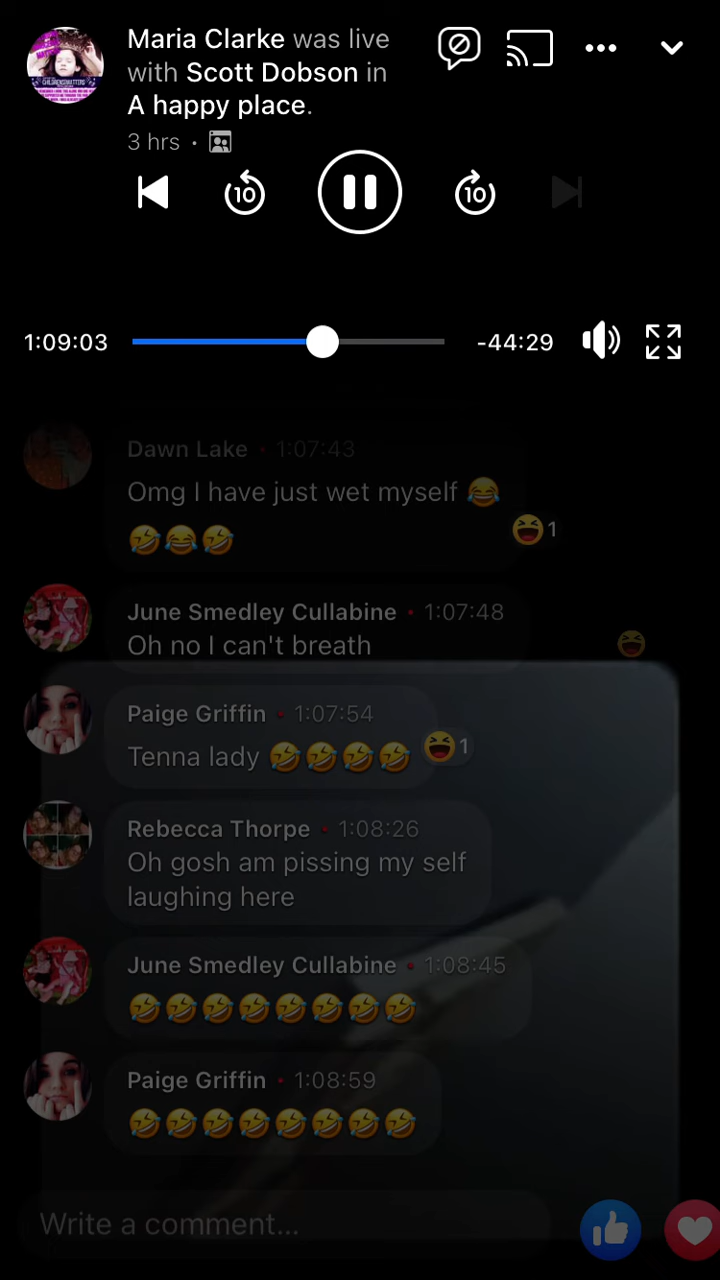 Maria Clarke was live
with Scott Dobson in
A happy place.
3 hrs ·
10
10
1:09:03
-44:29
Dawn Lake • 1:07:43
Omg I have just wet myself 😂
🤣😂🤣
1
June Smedley Cullabine • 1:07:48
Oh no I can't breath
Paige Griffin • 1:07:54
Tenna lady 🤣🤣🤣🤣
1
Rebecca Thorpe • 1:08:26
Oh gosh am pissing my self
laughing here
June Smedley Cullabine • 1:08:45
🤣🤣🤣🤣🤣🤣🤣🤣
Paige Griffin • 1:08:59
🤣🤣🤣🤣🤣🤣🤣🤣
Write a comment...